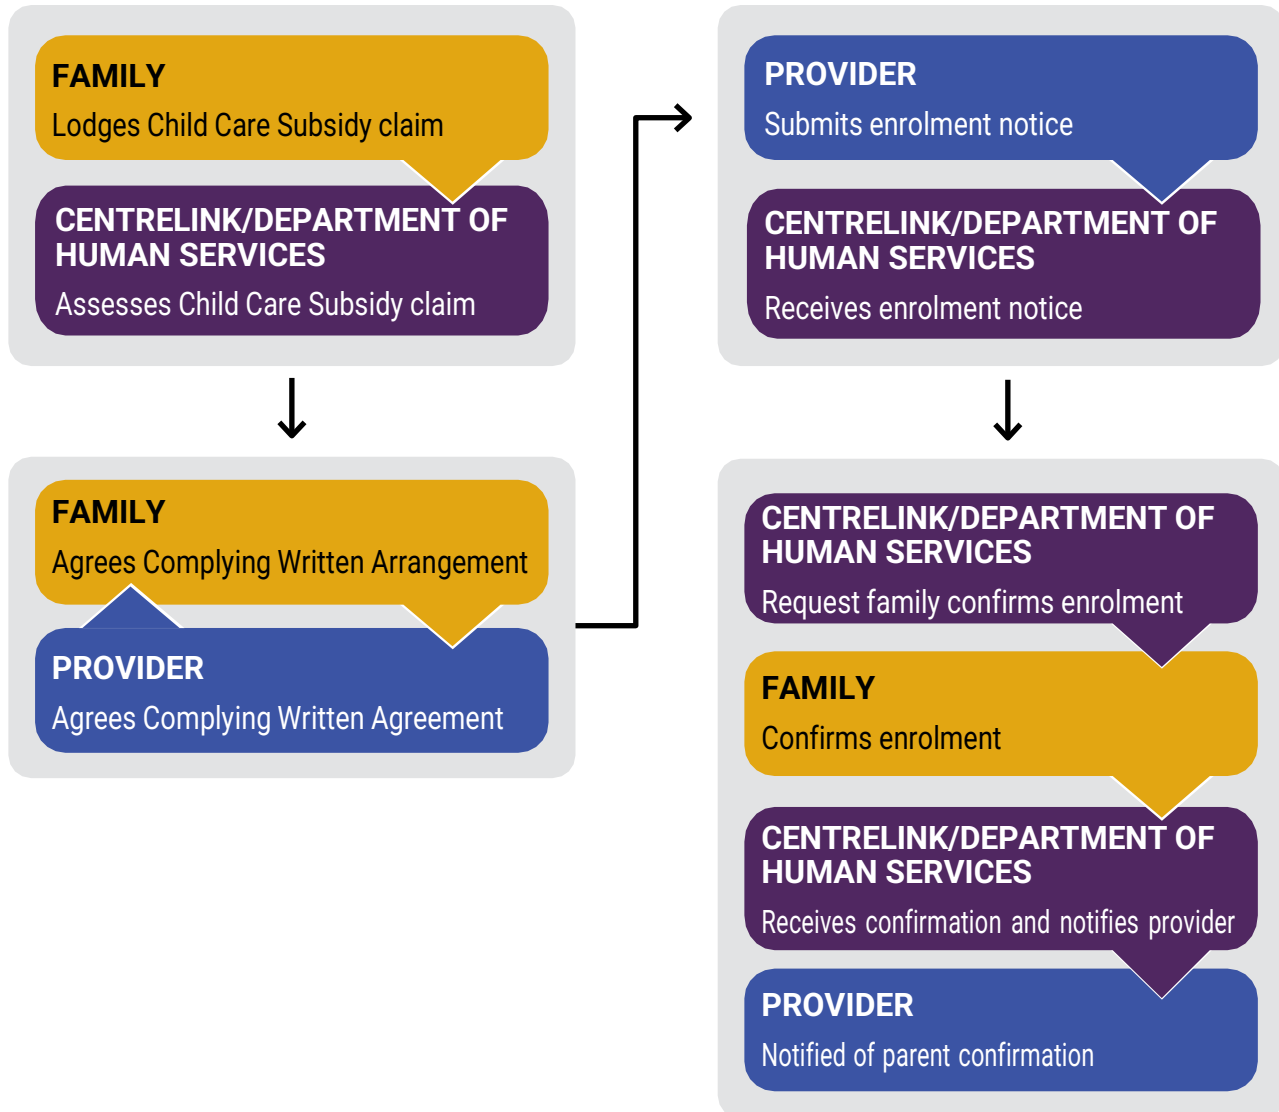 FAMILY
Lodges Child Care Subsidy claim
CENTRELINK/DEPARTMENT OF
HUMAN SERVICES
Assesses Child Care Subsidy claim
FAMILY
Agrees Complying Written Arrangement
PROVIDER
Agrees Complying Written Agreement
PROVIDER
Submits enrolment notice
CENTRELINK/DEPARTMENT OF
HUMAN SERVICES
Receives enrolment notice
CENTRELINK/DEPARTMENT OF
HUMAN SERVICES
Request family confirms enrolment
FAMILY
Confirms enrolment
CENTRELINK/DEPARTMENT OF
HUMAN SERVICES
Receives confirmation and notifies provider
PROVIDER
Notified of parent confirmation